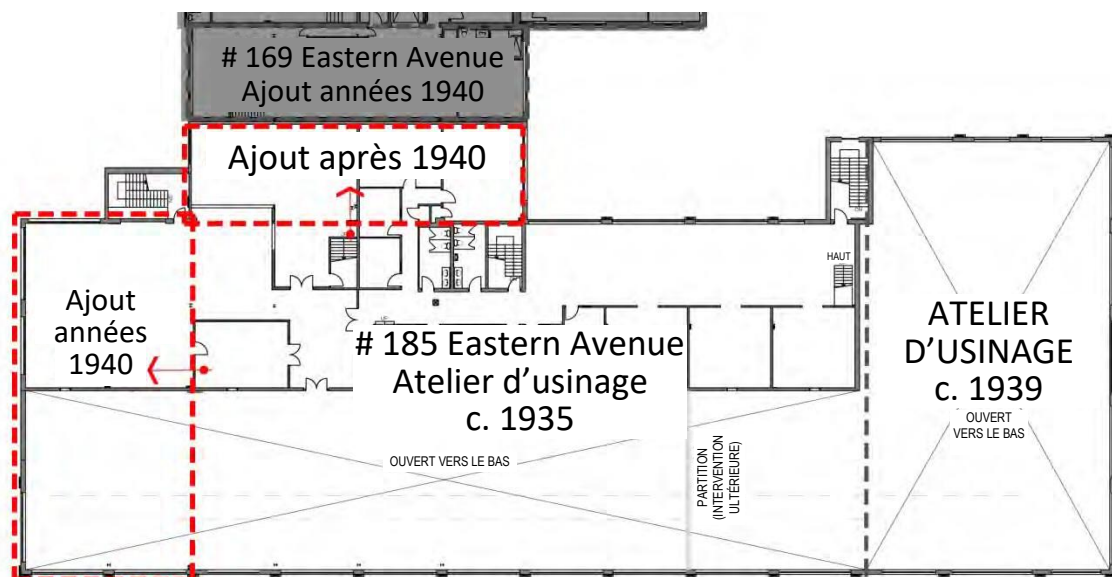 # 169 Eastern Avenue
Ajout années 1940
Ajout après 1940
Ajout
années
1940
# 185 Eastern Avenue
Atelier d’usinage
c. 1935
OUVERT VERS LE BAS
PARTITION
(INTERVENTION
ULTÉRIEURE)
HAUT
ATELIER
D’USINAGE
c. 1939
OUVERT
VERS LE BAS